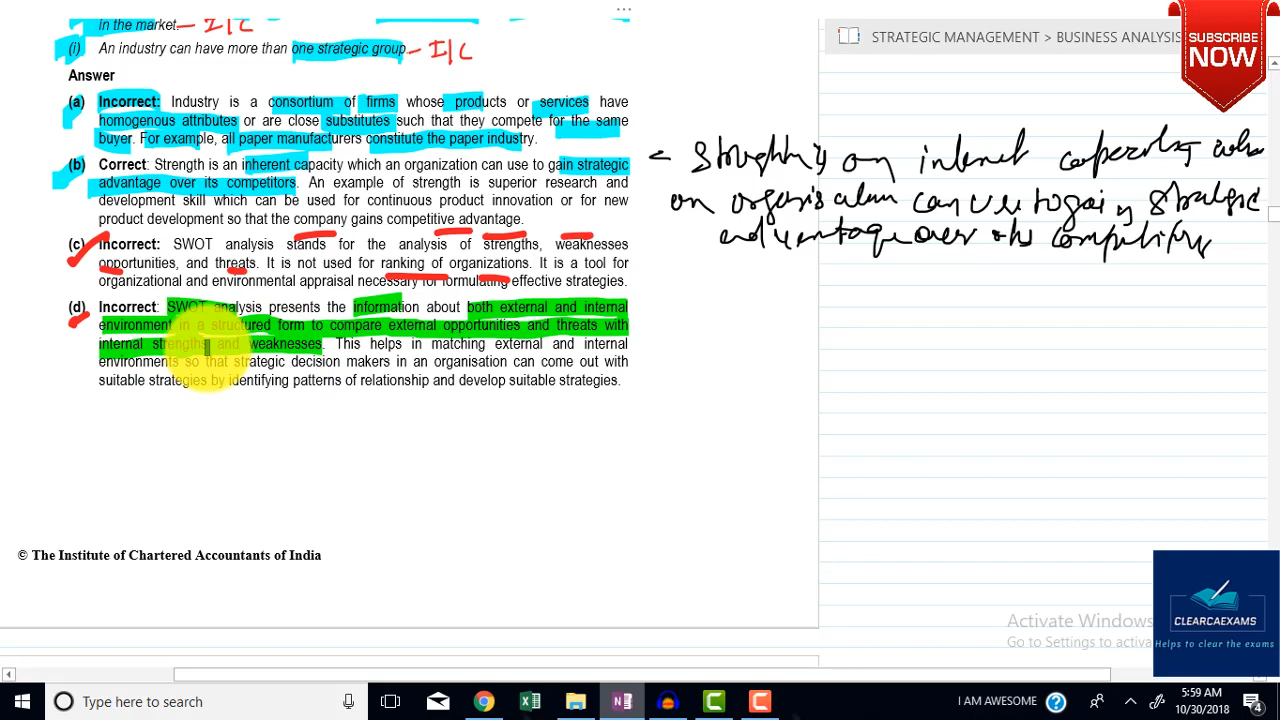 in the market. - I/C
(i) An industry can have more than one strategic group. - I/C
STRATEGIC MANAGEMENT > BUSINESS ANALYSIS
SUBSCRIBE
NOW
Answer
(a) Incorrect: Industry is a consortium of firms whose products or services have
homogenous attributes or are close substitutes such that they compete for the same
buyer. For example, all paper manufacturers constitute the paper industry.
(b) Correct: Strength is an inherent capacity which an organization can use to gain strategic
advantage over its competitors. An example of strength is superior research and
development skill which can be used for continuous product innovation or for new
product development so that the company gains competitive advantage.
(c) Incorrect: SWOT analysis stands for the analysis of strengths, weaknesses
opportunities, and threats. It is not used for ranking of organizations. It is a tool for
organizational and environmental appraisal necessary for formulating effective strategies.
(d) Incorrect: SWOT analysis presents the information about both external and internal
environment in a structured form to compare external opportunities and threats with
internal strengths and weaknesses. This helps in matching external and internal
environments so that strategic decision makers in an organisation can come out with
suitable strategies by identifying patterns of relationship and develop suitable strategies.
an
on can use to gain strategic
advantage over
© The Institute of Chartered Accountants of India
Activate Windows
Go to Settings to activa
CLEARCAEXAMS
Helps to clear the exams
Type here to search
I AM AWESOME
5:59 AM
10/30/2018
4